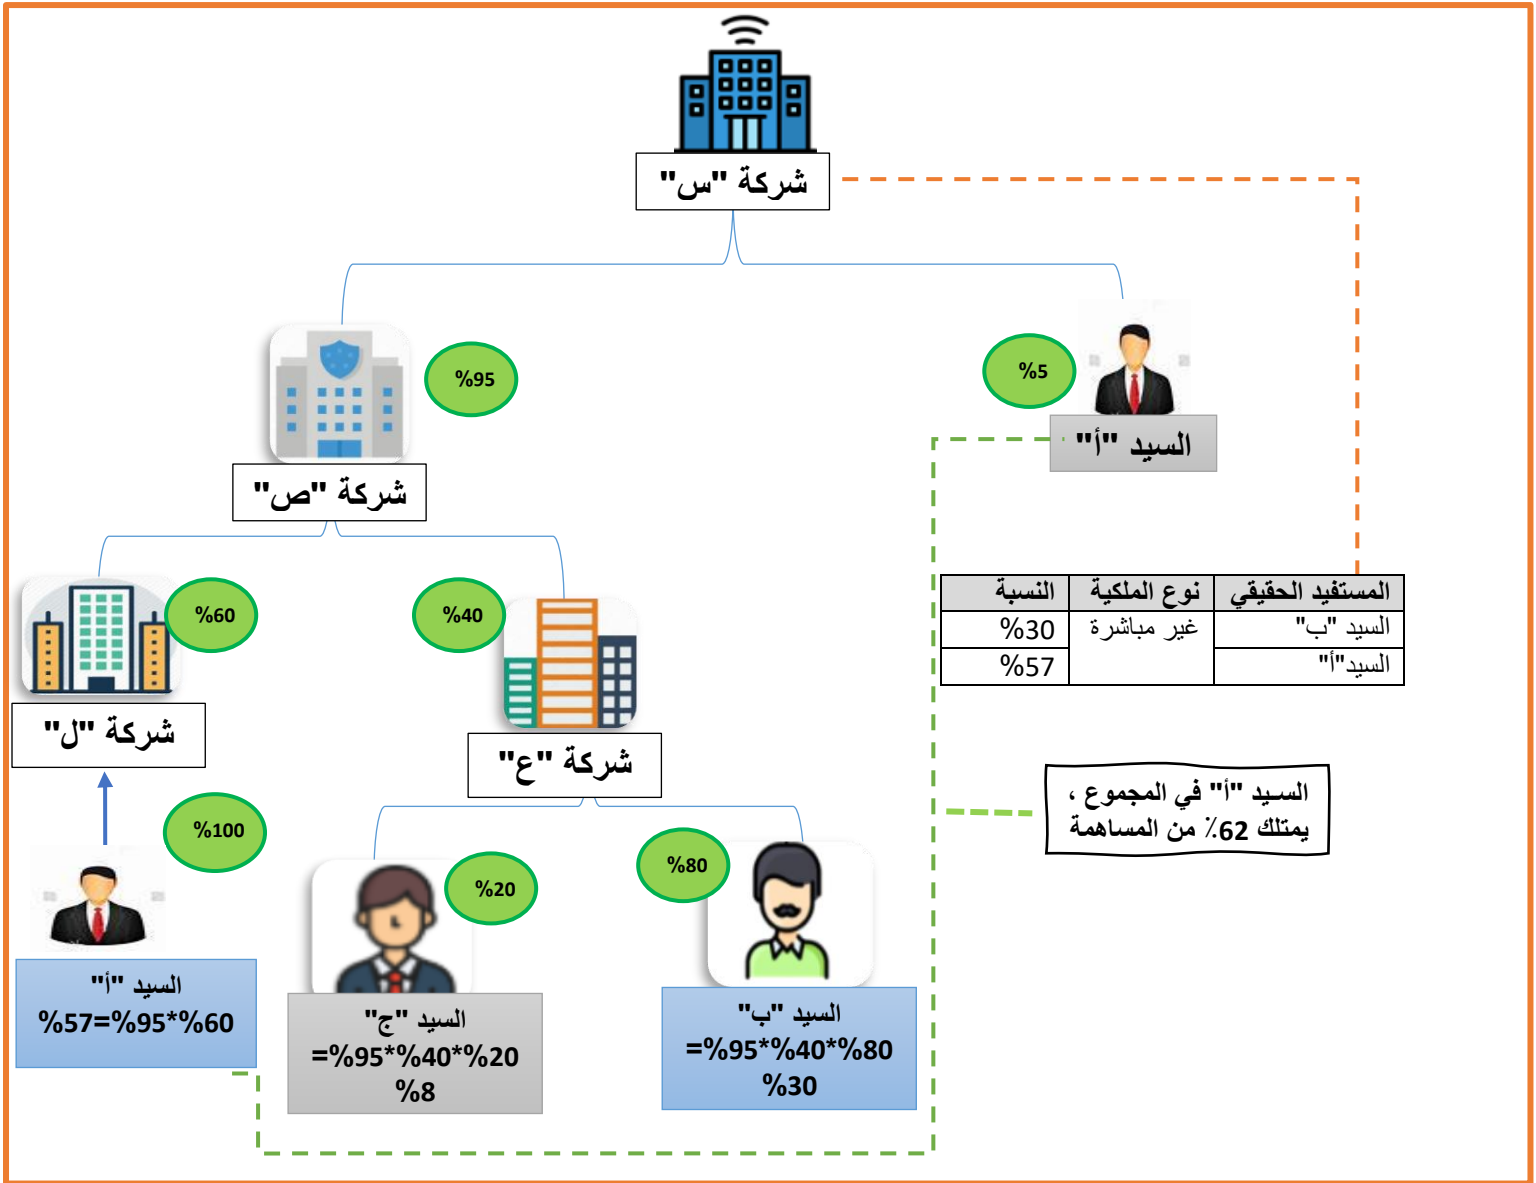 شركة "س"
%95
%5
السيد "أ"
شركة "ص"
%60
%40
المستفيد الحقيقي نوع الملكية النسبة
السيد "ب" غير مباشرة %30
السيد"أ" %57
شركة "ل"
شركة "ع"
السيد "أ" في المجموع ،
يمتلك 62٪ من المساهمة
%100
%20
%80
السيد "أ"
%57=%95*%60
السيد "ج"
=%95*%40*%20
%8
السيد "ب"
=%95*%40*%80
%30